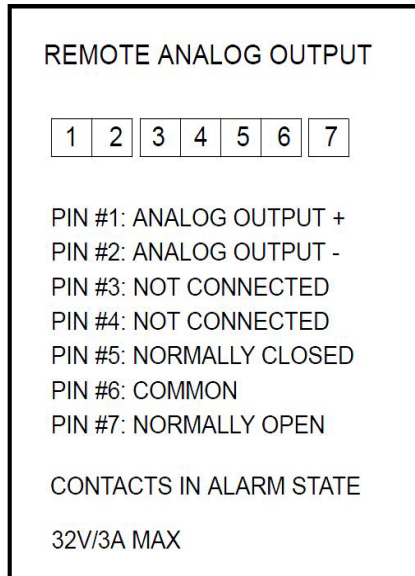 REMOTE ANALOG OUTPUT
1 2 3 4 5 6 7
PIN #1: ANALOG OUTPUT +
PIN #2: ANALOG OUTPUT -
PIN #3: NOT CONNECTED
PIN #4: NOT CONNECTED
PIN #5: NORMALLY CLOSED
PIN #6: COMMON
PIN #7: NORMALLY OPEN
CONTACTS IN ALARM STATE
32V/3A MAX